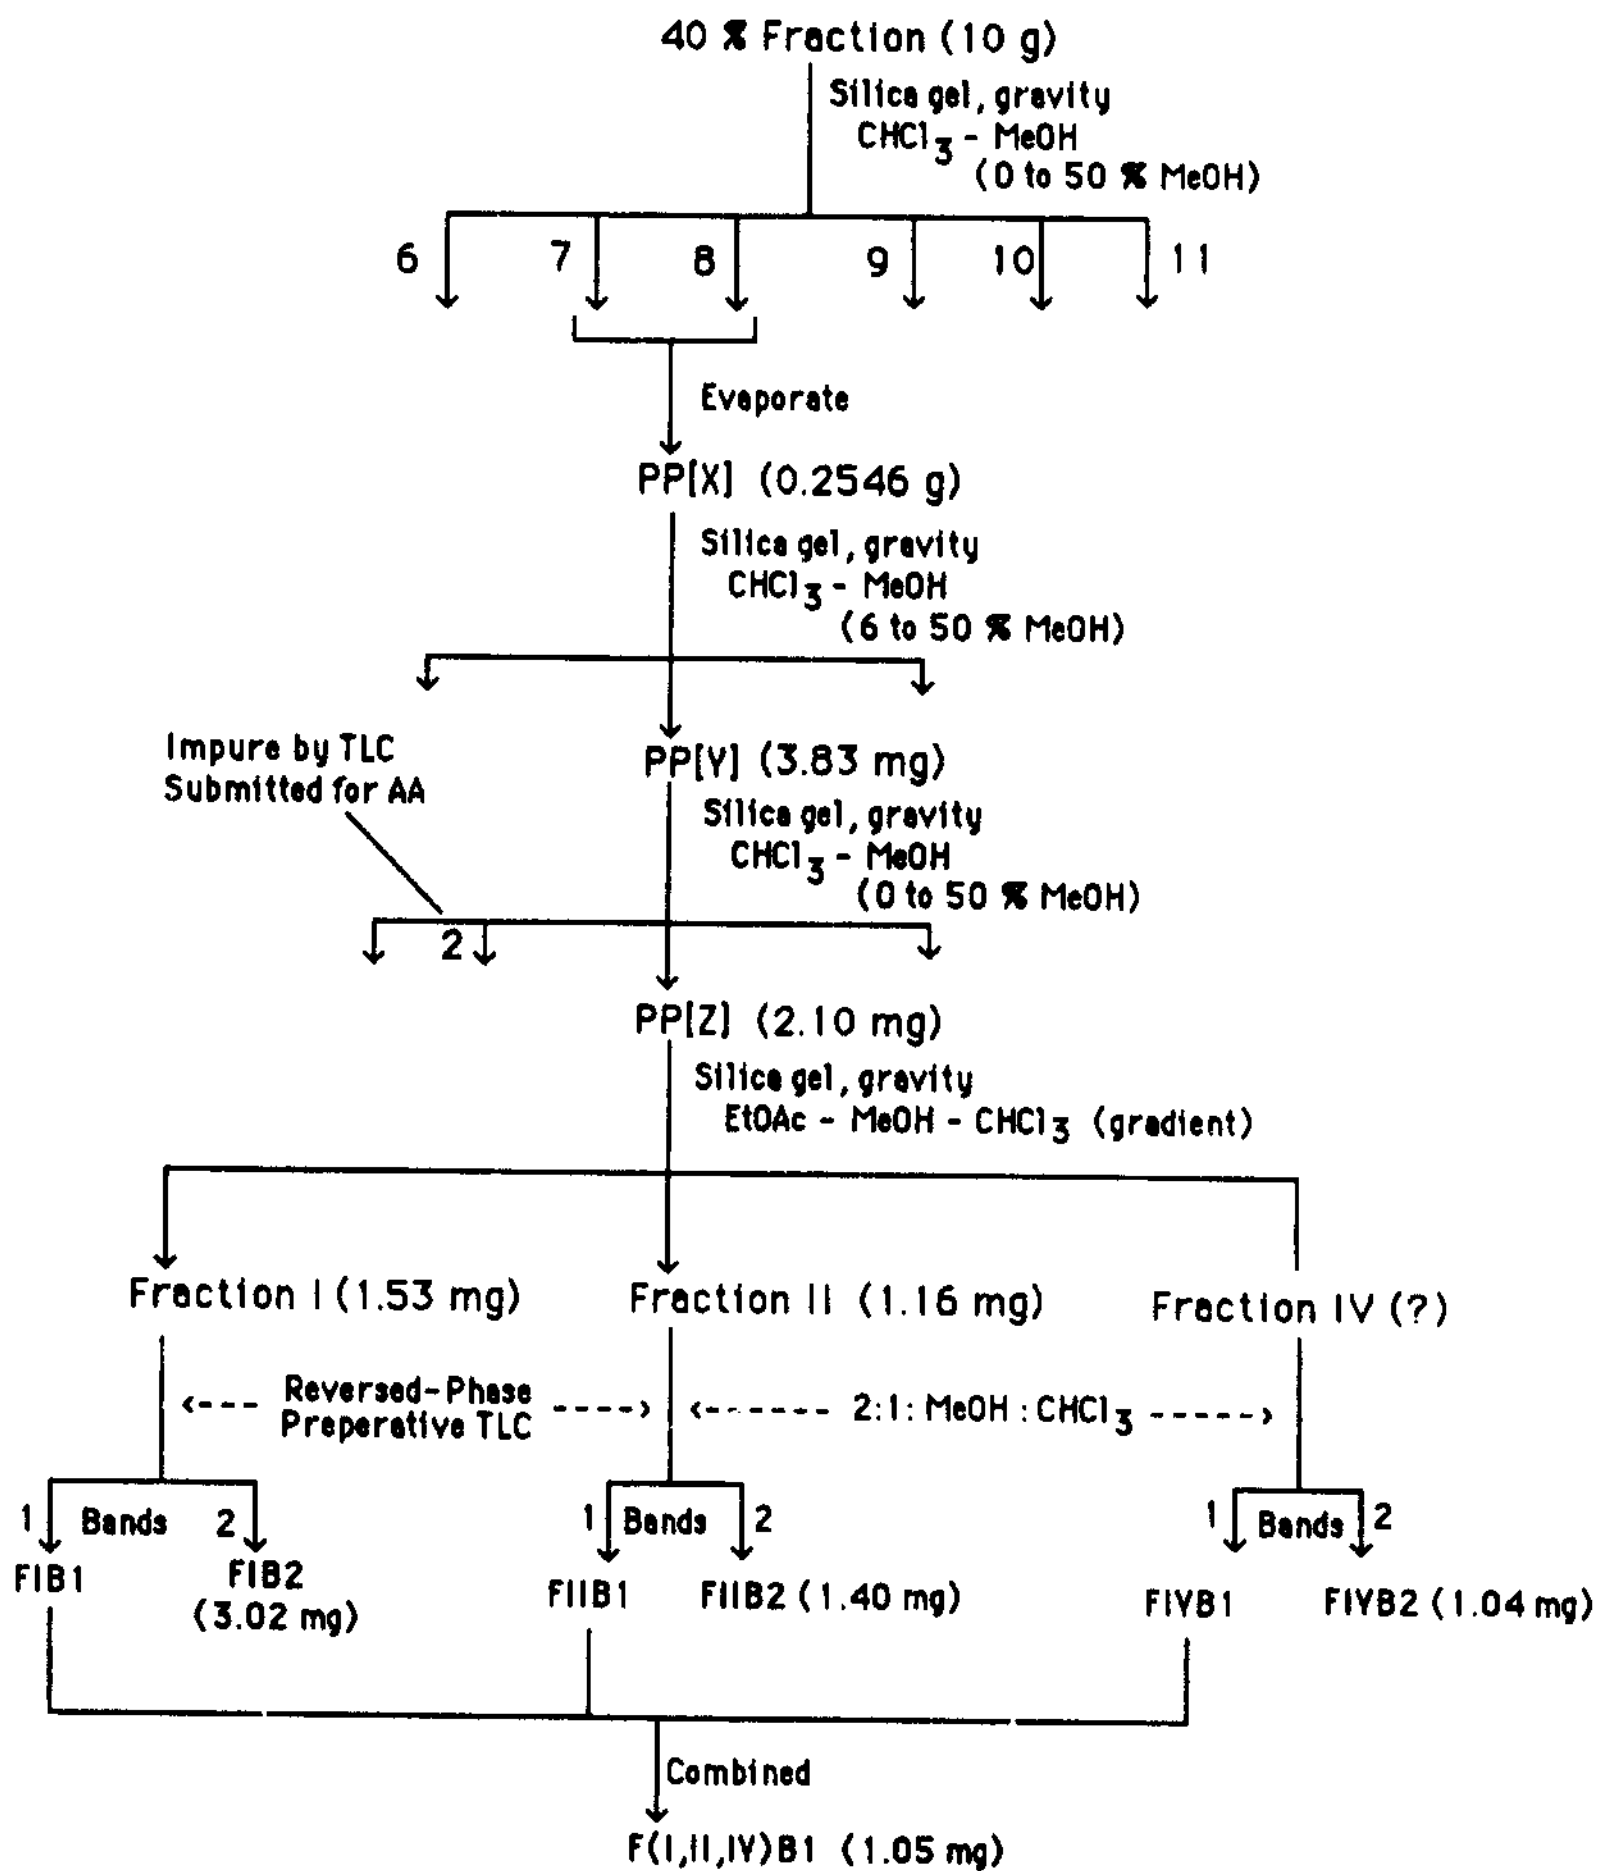 40 % Fraction (10 g)
Silica gel, gravity
CHCl3 - MeOH
(0 to 50 % MeOH)
6
7
8
9
10
11
Evaporate
PP[X] (0.2546 g)
Silica gel, gravity
CHCl3 - MeOH
(6 to 50 % MeOH)
Impure by TLC
Submitted for AA
PP[Y] (3.83 mg)
Silica gel, gravity
CHCl3 - MeOH
(0 to 50 % MeOH)
2
PP[Z] (2.10 mg)
Silica gel, gravity
EtOAc - MeOH - CHCl3 (gradient)
Fraction I (1.53 mg)
Fraction II (1.16 mg)
Fraction IV (?)
Reversed-Phase
Preperative TLC
2:1: MeOH : CHCl3
1 Bands 2
1 Bands 2
1 Bands 2
FIB1
FIB2
(3.02 mg)
FIIB1
FIIB2 (1.40 mg)
FIVB1
FIVB2 (1.04 mg)
Combined
F(I,II,IV)B1 (1.05 mg)